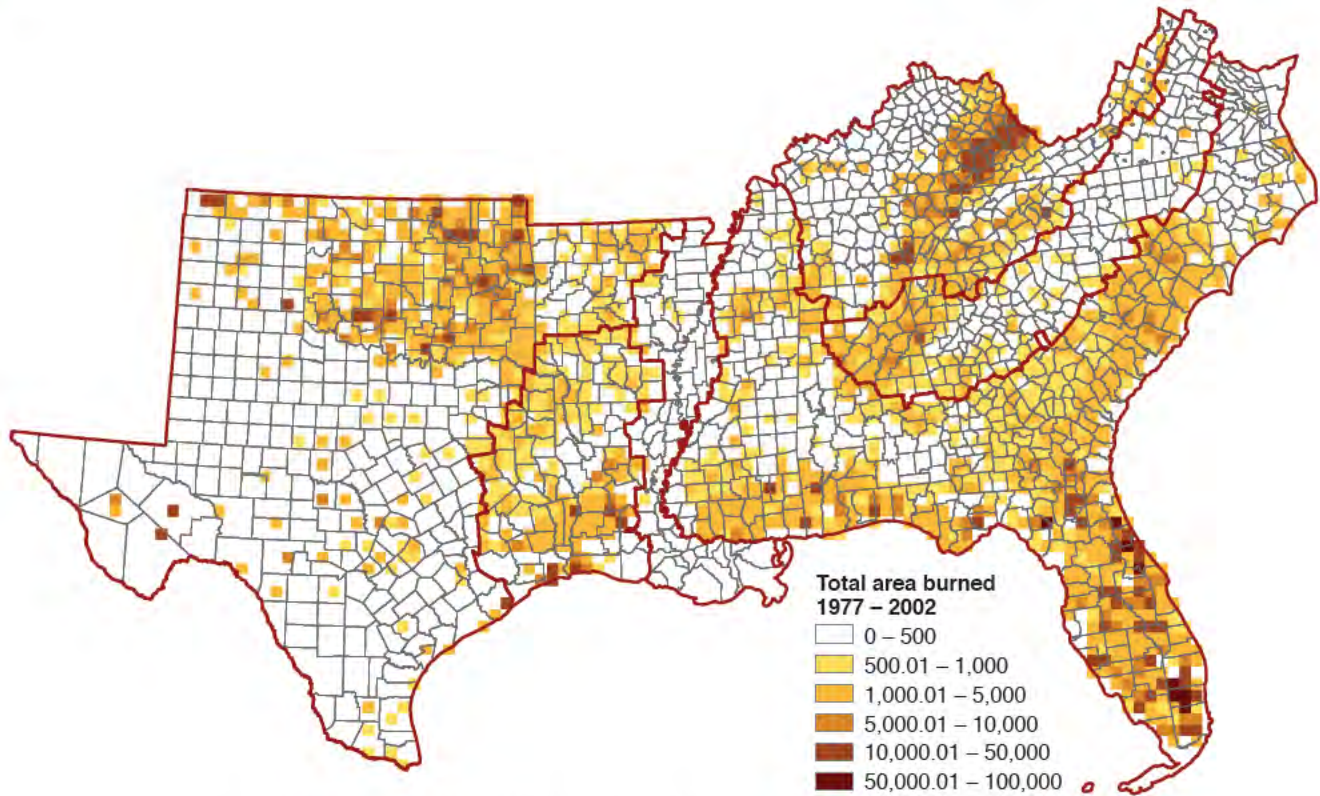 Total area burned
1977 – 2002
0 – 500
500.01 – 1,000
1,000.01 – 5,000
5,000.01 – 10,000
10,000.01 – 50,000
50,000.01 – 100,000